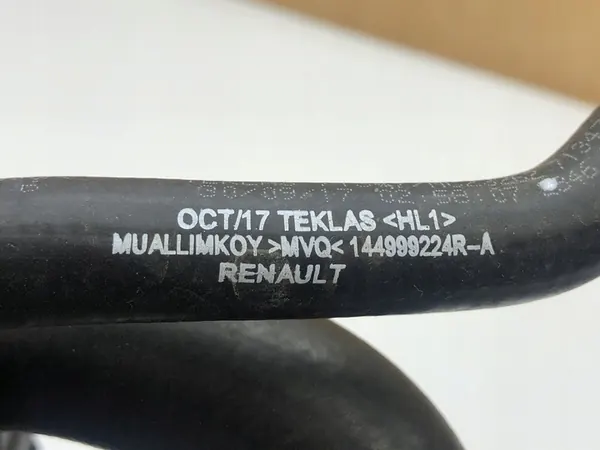 OCT/17 TEKLAS <HL1>
MUALLIMKOY >MVQ< 144999224R-A
RENAULT